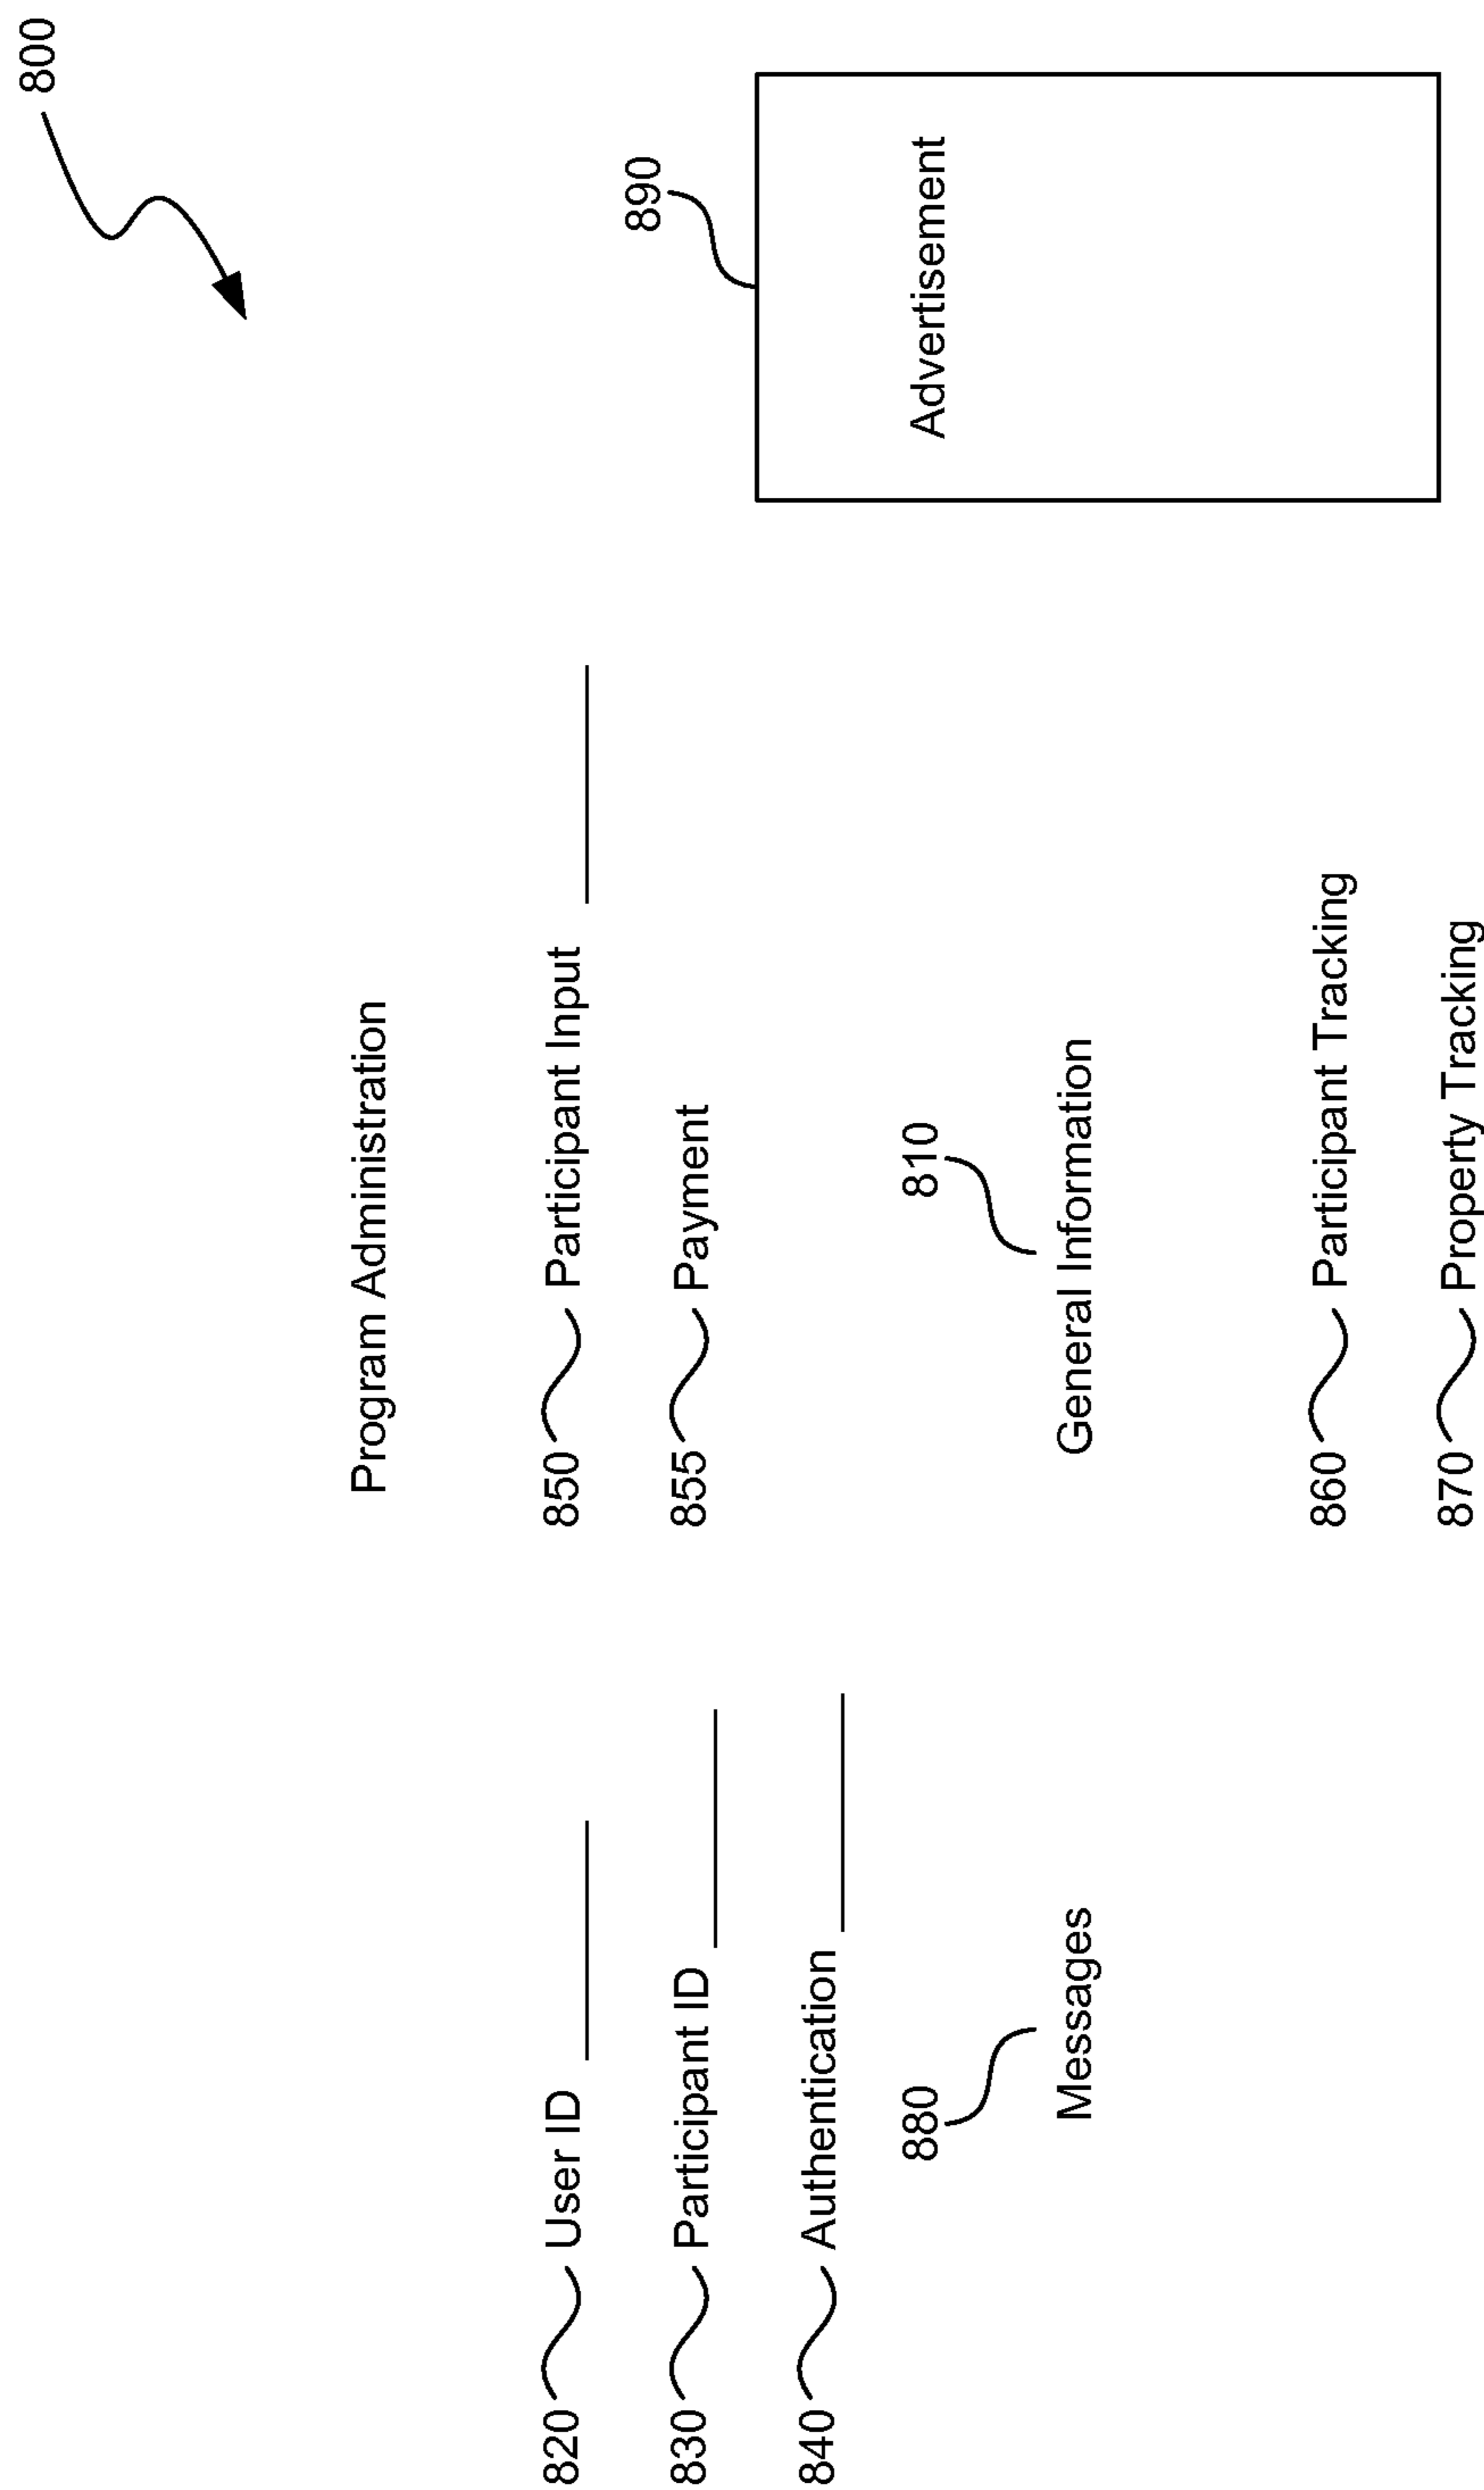 800
Program Administration
820 User ID
850 Participant Input
890
830 Participant ID
855 Payment
840 Authentication
Advertisement
880
810
Messages
General Information
860 Participant Tracking
870 Property Tracking